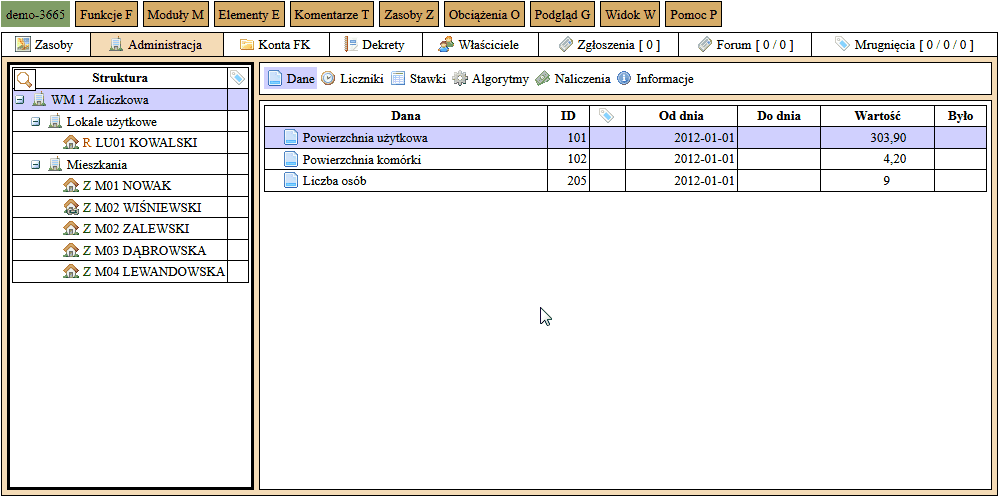 demo-3665 Funkcje F Moduły M Elementy E Komentarze T Zasoby Z Obciążenia O Podgląd G Widok W Pomoc P
Zasoby Administracja Konta FK Dekrety Właściciele Zgłoszenia [ 0 ] Forum [ 0 / 0 ] Mrugnięcia [ 0 / 0 / 0 ]
Struktura
WM 1 Zaliczkowa
Lokale użytkowe
R LU01 KOWALSKI
Mieszkania
Z M01 NOWAK
Z M02 WIŚNIEWSKI
Z M02 ZALEWSKI
Z M03 DĄBROWSKA
Z M04 LEWANDOWSKA
Dane Liczniki Stawki Algorytmy Naliczenia Informacje
Dana ID Od dnia Do dnia Wartość Było
Powierzchnia użytkowa 101 2012-01-01 303,90
Powierzchnia komórki 102 2012-01-01 4,20
Liczba osób 205 2012-01-01 9